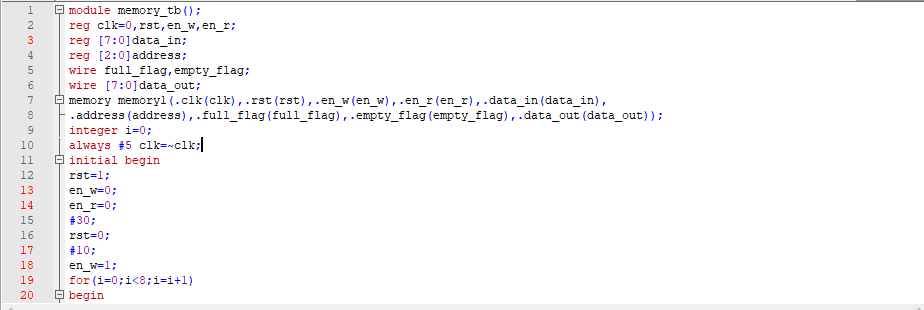 1 module memory_tb();
2 reg clk=0,rst,en_w,en_r;
3 reg [7:0]data_in;
4 reg [2:0]address;
5 wire full_flag,empty_flag;
6 wire [7:0]data_out;
7 memory memory1(.clk(clk),.rst(rst),.en_w(en_w),.en_r(en_r),.data_in(data_in),
8 .address(address),.full_flag(full_flag),.empty_flag(empty_flag),.data_out(data_out));
9 integer i=0;
10 always #5 clk=~clk;
11 initial begin
12 rst=1;
13 en_w=0;
14 en_r=0;
15 #30;
16 rst=0;
17 #10;
18 en_w=1;
19 for(i=0;i<8;i=i+1)
20 begin